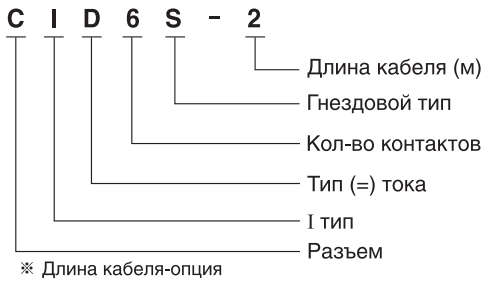 C I D 6 S - 2
Длина кабеля (м)
Гнездовой тип
Кол-во контактов
Тип (=) тока
I тип
Разъем
※ Длина кабеля-опция